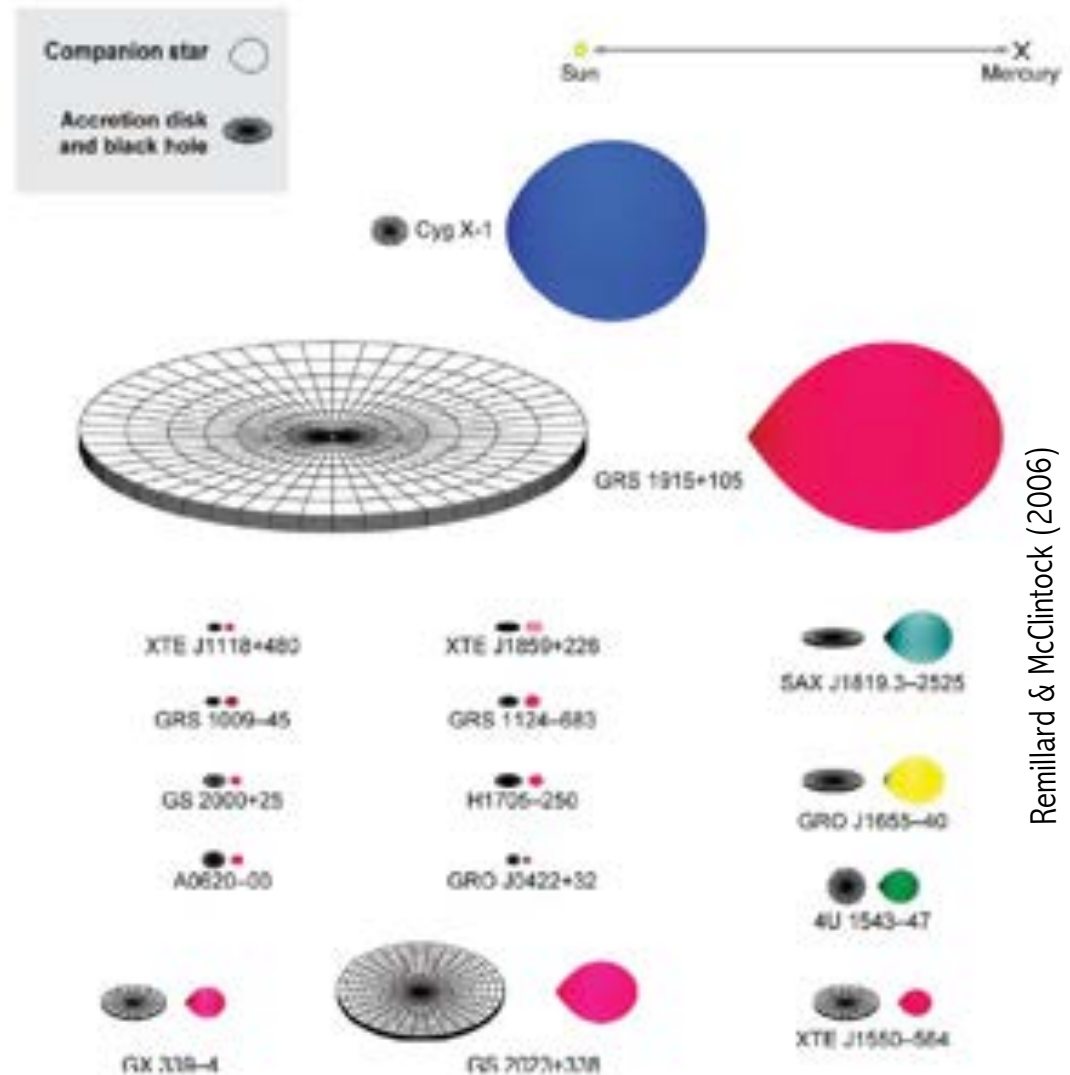 Companion star
Accretion disk
and black hole
Sun
X
Mercury
Cyg X-1
GRS 1915+105
XTE J1118+480
XTE J1859+226
SAX J1819.3–2525
GRS 1009–45
GRS 1124–683
GS 2000+25
H1705–250
GRO J1655–40
A0620–00
GRO J0422+32
4U 1543–47
XTE J1550–564
GX 339–4
GS 2023+338
Remillard & McClintock (2006)